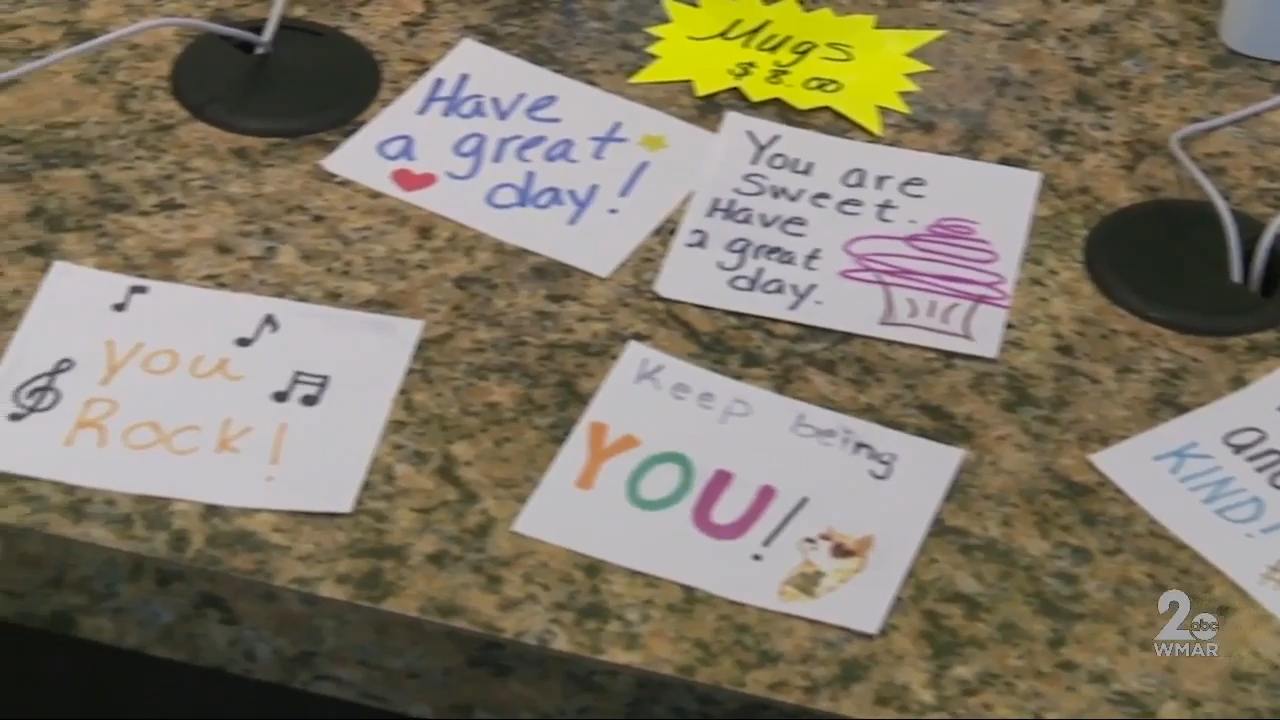 Mugs
$8.00
Have
a great
day!
You are
Sweet.
Have
a great
day.
you
Rock!
Keep being
YOU!
KIND!
2 abc
WMAR